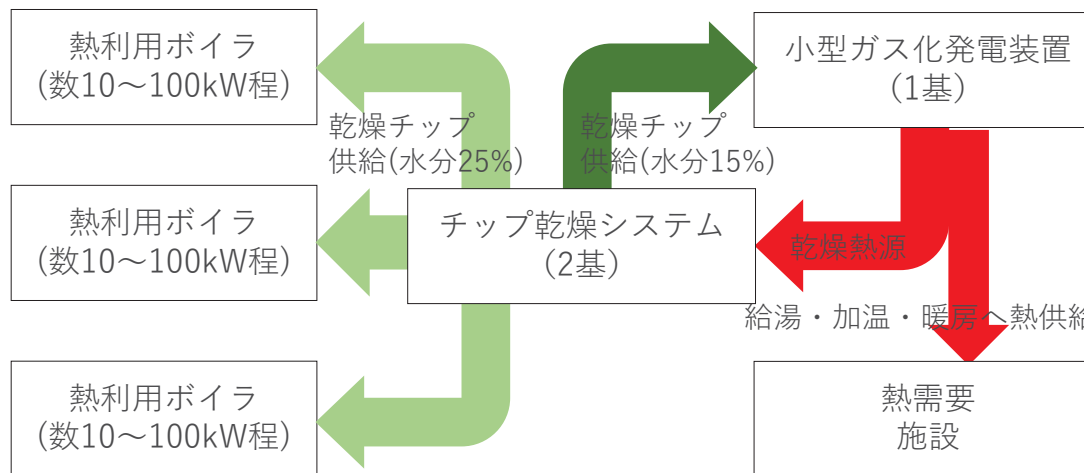 熱利用ボイラ
(数10～100kW程)
小型ガス化発電装置
(1基)
乾燥チップ
供給(水分25%)
乾燥チップ
供給(水分15%)
熱利用ボイラ
(数10～100kW程)
チップ乾燥システム
(2基)
乾燥熱源
給湯・加温・暖房へ熱供給
熱利用ボイラ
(数10～100kW程)
熱需要
施設